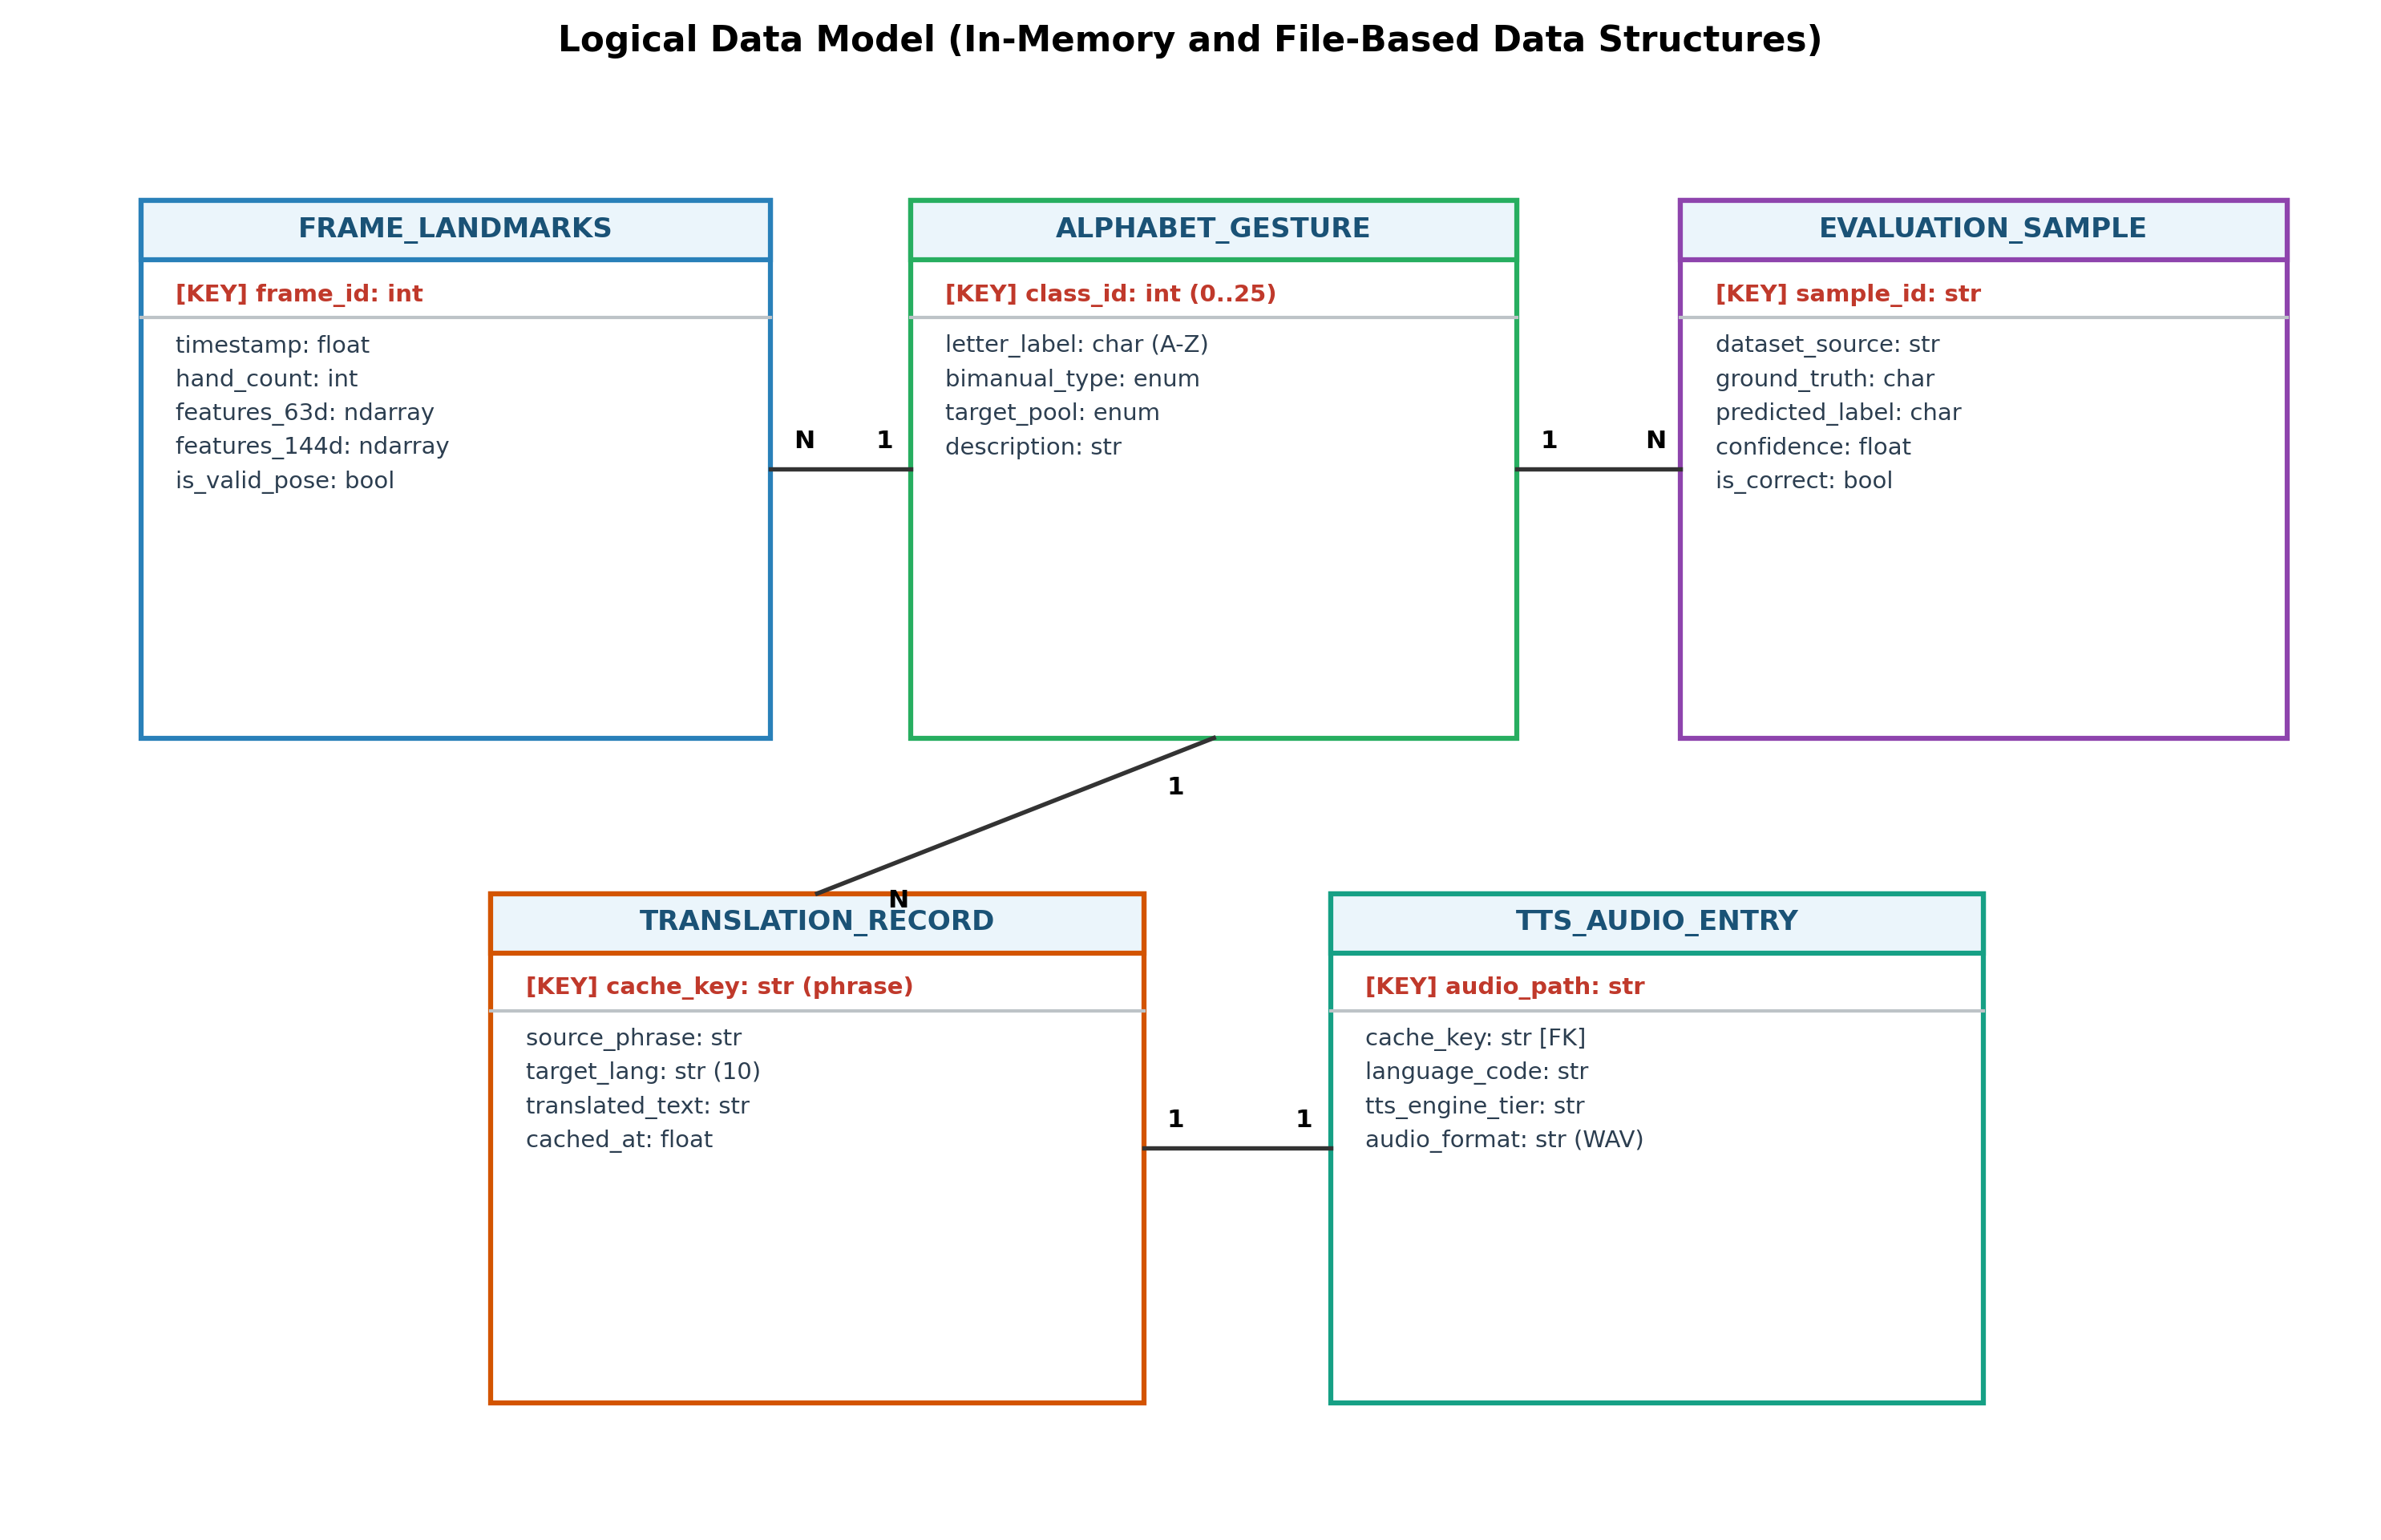 Logical Data Model (In-Memory and File-Based Data Structures)
FRAME_LANDMARKS
[KEY] frame_id: int
timestamp: float
hand_count: int
features_63d: ndarray
features_144d: ndarray
is_valid_pose: bool
N
1
ALPHABET_GESTURE
[KEY] class_id: int (0..25)
letter_label: char (A-Z)
bimanual_type: enum
target_pool: enum
description: str
1
N
EVALUATION_SAMPLE
[KEY] sample_id: str
dataset_source: str
ground_truth: char
predicted_label: char
confidence: float
is_correct: bool
1
N
TRANSLATION_RECORD
[KEY] cache_key: str (phrase)
source_phrase: str
target_lang: str (10)
translated_text: str
cached_at: float
1
1
TTS_AUDIO_ENTRY
[KEY] audio_path: str
cache_key: str [FK]
language_code: str
tts_engine_tier: str
audio_format: str (WAV)